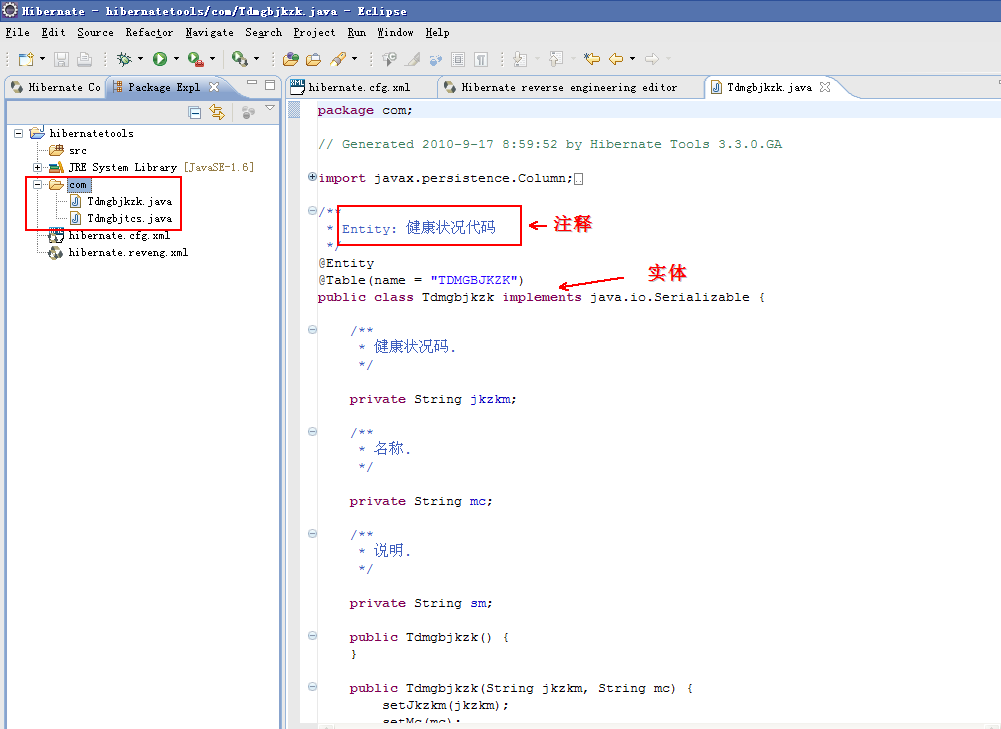 Hibernate - hibernatetools/com/Tdmgbjkzk.java - Eclipse
File Edit Source Refactor Navigate Search Project Run Window Help
Hibernate Co Package Expl
hibernate.cfg.xml Hibernate reverse engineering editor Tdmgbjkzk.java
hibernatetools
src
JRE System Library [JavaSE-1.6]
com
Tdmgbjkzk.java
Tdmgbjtcs.java
hibernate.cfg.xml
hibernate.reveng.xml
package com;
// Generated 2010-9-17 8:59:52 by Hibernate Tools 3.3.0.GA
import javax.persistence.Column;
/**
* Entity: 健康状况代码
注释
*/
@Entity
实体
@Table(name = "TDMGBJKZK")
public class Tdmgbjkzk implements java.io.Serializable {
/**
* 健康状况码.
*/
private String jkzkm;
/**
* 名称.
*/
private String mc;
/**
* 说明.
*/
private String sm;
public Tdmgbjkzk() {
}
public Tdmgbjkzk(String jkzkm, String mc) {
setJkzkm(jkzkm);
setMc(mc);